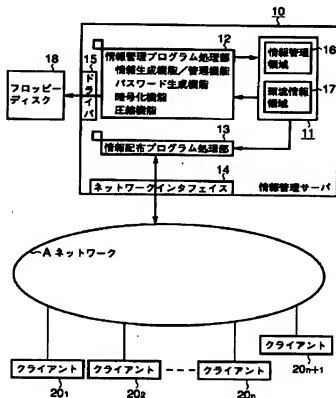 10
18
15
12
16
フロッピー
ディスク
ドライバ
情報管理プログラム処理部
情報生成機能／管理機能
パスワード生成機能
暗号化機能
圧縮機能
情報管理
領域
17
環境情報
領域
11
13
情報配布プログラム処理部
14
ネットワークインタフェイス
情報管理サーバ
A ネットワーク
クライアント
20n+1
クライアント
クライアント
クライアント
201
202
20n